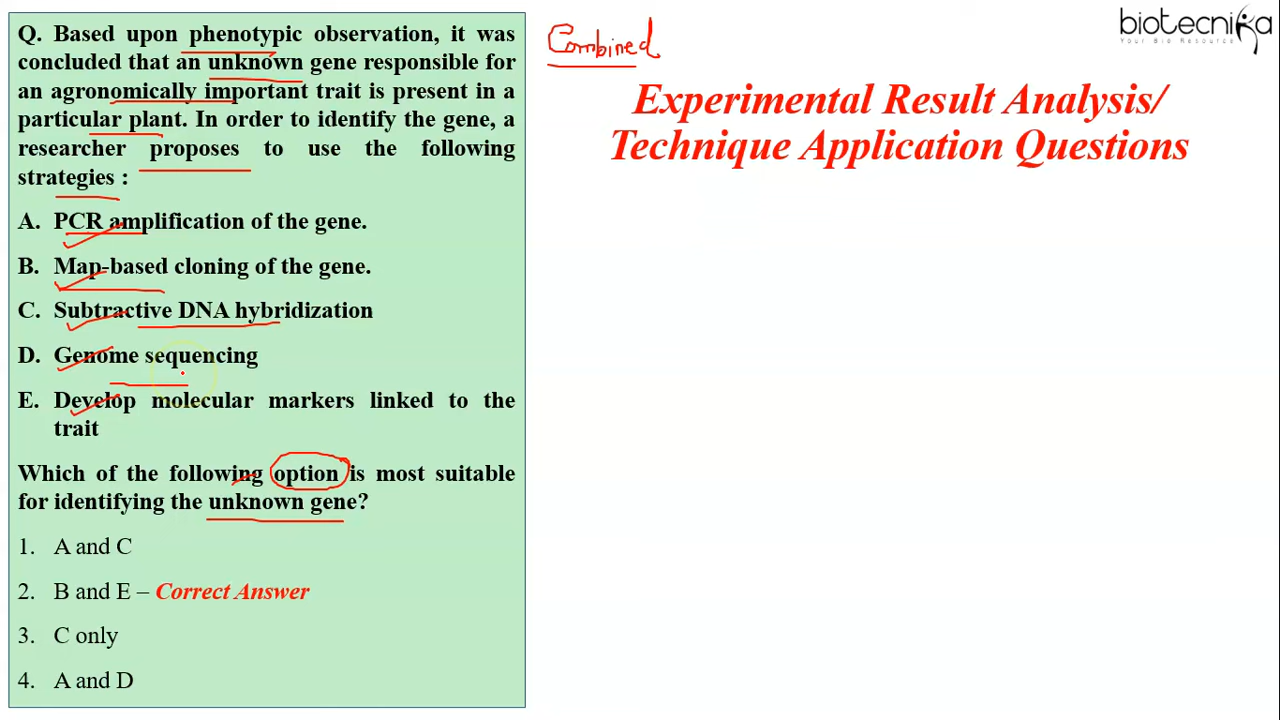 Q. Based upon phenotypic observation, it was
concluded that an unknown gene responsible for
an agronomically important trait is present in a
particular plant. In order to identify the gene, a
researcher proposes to use the following
strategies :
A. PCR amplification of the gene.
B. Map-based cloning of the gene.
C. Subtractive DNA hybridization
D. Genome sequencing
E. Develop molecular markers linked to the
trait
Which of the following option is most suitable
for identifying the unknown gene?
1. A and C
2. B and E – Correct Answer
3. C only
4. A and D
Combined
biotecnika
Your Bio Resource
Experimental Result Analysis/
Technique Application Questions